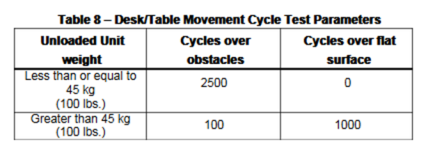 Table 8 – Desk/Table Movement Cycle Test Parameters
Unloaded Unit weight | Cycles over obstacles | Cycles over flat surface
Less than or equal to 45 kg (100 lbs.) | 2500 | 0
Greater than 45 kg (100 lbs.) | 100 | 1000